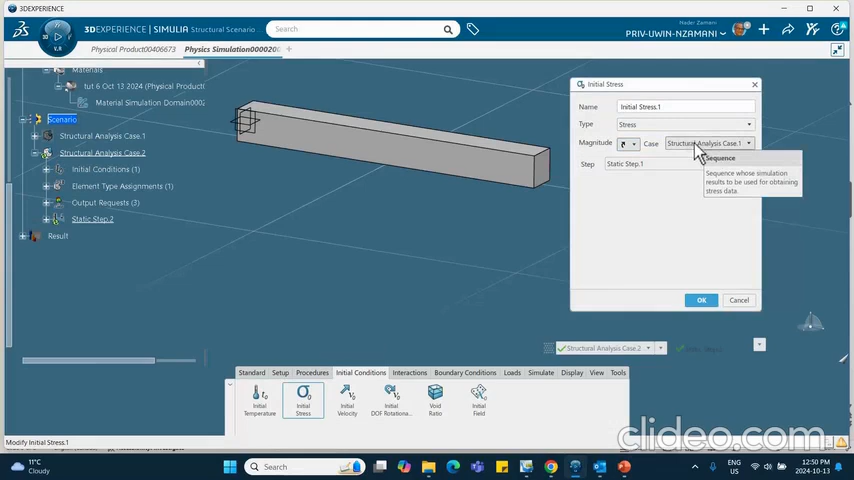 3DEXPERIENCE
3DEXPERIENCE | SIMULIA Structural Scenario
Search
Nader Zamani
PRIV-UWIN-NZAMANI
V.R
Physical Product00406673
Physics Simulation0000200
Materials
tut 6 Oct 13 2024 (Physical Product0
Material Simulation Domain0002
Scenario
Structural Analysis Case.1
Structural Analysis Case.2
Initial Conditions (1)
Element Type Assignments (1)
Output Requests (3)
Static Step.2
Result
Initial Stress
Name
Initial Stress.1
Type
Stress
Magnitude
Case
Structural Analysis Case.1
Step
Static Step.1
Sequence
Sequence whose simulation
results to be used for obtaining
stress data.
OK
Cancel
Structural Analysis Case.2
Standard
Setup
Procedures
Initial Conditions
Interactions
Boundary Conditions
Loads
Simulate
Display
View
Tools
Initial
Temperature
Initial
Stress
Initial
Velocity
Initial
DOF Rotationa..
Void
Ratio
Initial
Field
Modify Initial Stress.1
clideo.com
11°C
Cloudy
Search
ENG
US
12:50 PM
2024-10-13